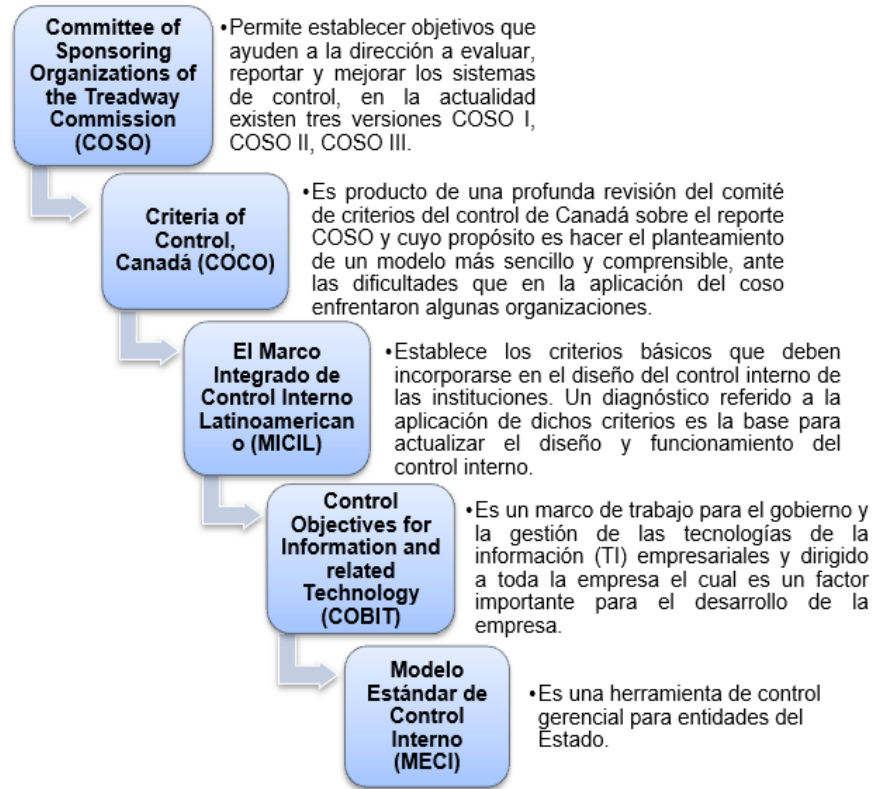 Committee of
Sponsoring
Organizations of
the Treadway
Commission
(COSO)
•Permite establecer objetivos que
ayuden a la dirección a evaluar,
reportar y mejorar los sistemas
de control, en la actualidad
existen tres versiones COSO I,
COSO II, COSO III.
Criteria of
Control,
Canadá (COCO)
•Es producto de una profunda revisión del comité
de criterios del control de Canadá sobre el reporte
COSO y cuyo propósito es hacer el planteamiento
de un modelo más sencillo y comprensible, ante
las dificultades que en la aplicación del coso
enfrentaron algunas organizaciones.
El Marco
Integrado de
Control Interno
Latinoamerican
o (MICIL)
•Establece los criterios básicos que deben
incorporarse en el diseño del control interno de
las instituciones. Un diagnóstico referido a la
aplicación de dichos criterios es la base para
actualizar el diseño y funcionamiento del
control interno.
Control
Objectives for
Information and
related
Technology
(COBIT)
•Es un marco de trabajo para el gobierno y
la gestión de las tecnologías de la
información (TI) empresariales y dirigido
a toda la empresa el cual es un factor
importante para el desarrollo de la
empresa.
Modelo
Estándar de
Control
Interno
(MECI)
•Es una herramienta de control
gerencial para entidades del
Estado.